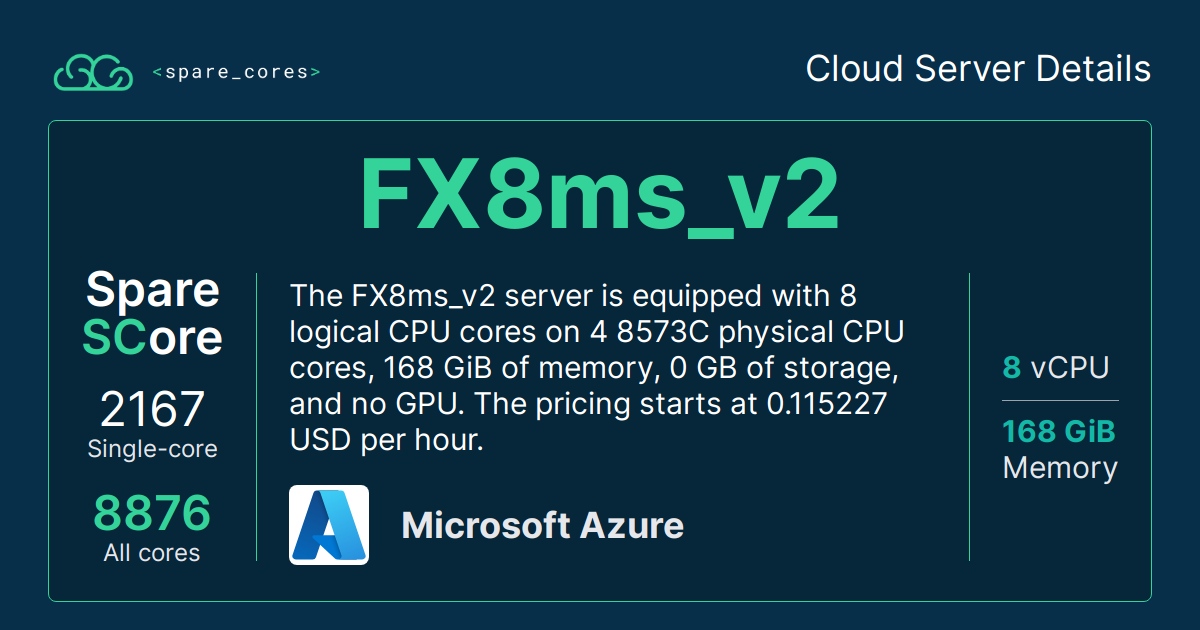 <spare_cores>
Cloud Server Details
FX8ms_v2
Spare
SCore
2167
Single-core
8876
All cores
The FX8ms_v2 server is equipped with 8
logical CPU cores on 4 8573C physical CPU
cores, 168 GiB of memory, 0 GB of storage,
and no GPU. The pricing starts at 0.115227
USD per hour.
Microsoft Azure
8 vCPU
168 GiB
Memory